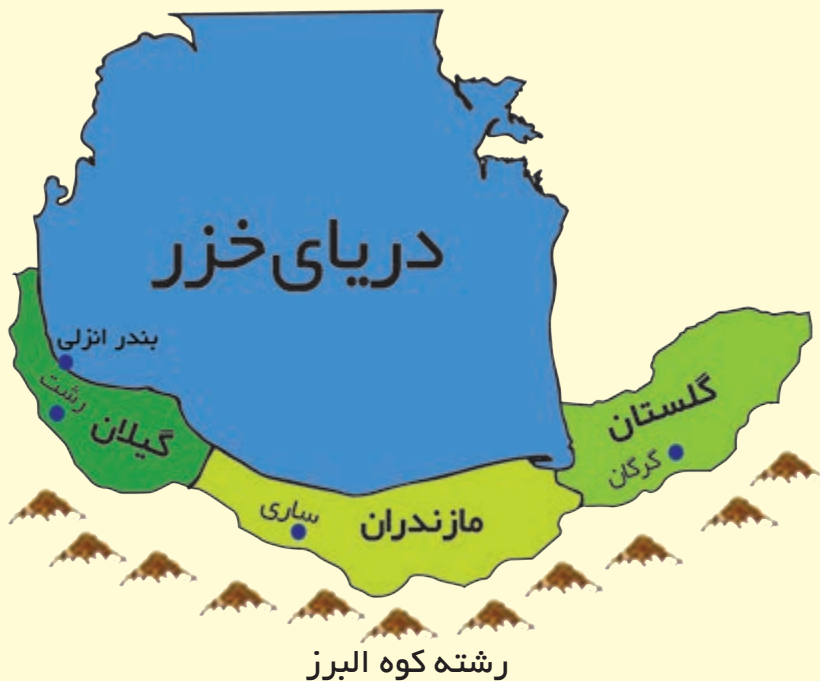 دریای خزر
بندر انزلی
رشت
گیلان
گلستان
گرگان
ساری
مازندران
رشته کوه البرز